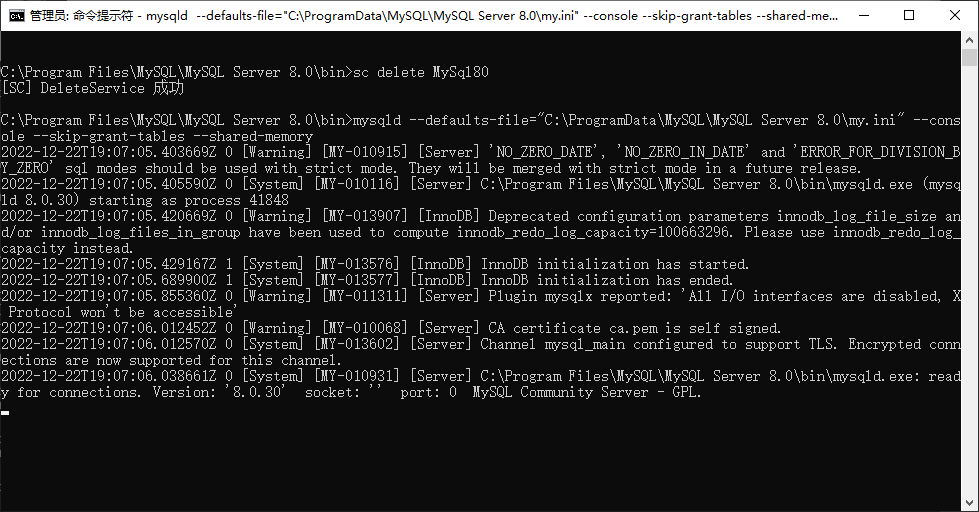 管理员: 命令提示符 - mysqld  --defaults-file="C:\ProgramData\MySQL\MySQL Server 8.0\my.ini" --console --skip-grant-tables --shared-me...
C:\Program Files\MySQL\MySQL Server 8.0\bin>sc delete MySql80
[SC] DeleteService 成功
C:\Program Files\MySQL\MySQL Server 8.0\bin>mysqld --defaults-file="C:\ProgramData\MySQL\MySQL Server 8.0\my.ini" --cons
ole --skip-grant-tables --shared-memory
2022-12-22T19:07:05.403669Z 0 [Warning] [MY-010915] [Server] 'NO_ZERO_DATE', 'NO_ZERO_IN_DATE' and 'ERROR_FOR_DIVISION_B
Y_ZERO' sql modes should be used with strict mode. They will be merged with strict mode in a future release.
2022-12-22T19:07:05.405590Z 0 [System] [MY-010116] [Server] C:\Program Files\MySQL\MySQL Server 8.0\bin\mysqld.exe (mysq
ld 8.0.30) starting as process 41848
2022-12-22T19:07:05.420669Z 0 [Warning] [MY-013907] [InnoDB] Deprecated configuration parameters innodb_log_file_size an
d/or innodb_log_files_in_group have been used to compute innodb_redo_log_capacity=100663296. Please use innodb_redo_log_
capacity instead.
2022-12-22T19:07:05.429167Z 1 [System] [MY-013576] [InnoDB] InnoDB initialization has started.
2022-12-22T19:07:05.689900Z 1 [System] [MY-013577] [InnoDB] InnoDB initialization has ended.
2022-12-22T19:07:05.855360Z 0 [Warning] [MY-011311] [Server] Plugin mysqlx reported: 'All I/O interfaces are disabled, X
 Protocol won't be accessible'
2022-12-22T19:07:06.012452Z 0 [Warning] [MY-010068] [Server] CA certificate ca.pem is self signed.
2022-12-22T19:07:06.012570Z 0 [System] [MY-013602] [Server] Channel mysql_main configured to support TLS. Encrypted conn
ections are now supported for this channel.
2022-12-22T19:07:06.038661Z 0 [System] [MY-010931] [Server] C:\Program Files\MySQL\MySQL Server 8.0\bin\mysqld.exe: read
y for connections. Version: '8.0.30'  socket: ''  port: 0  MySQL Community Server - GPL.